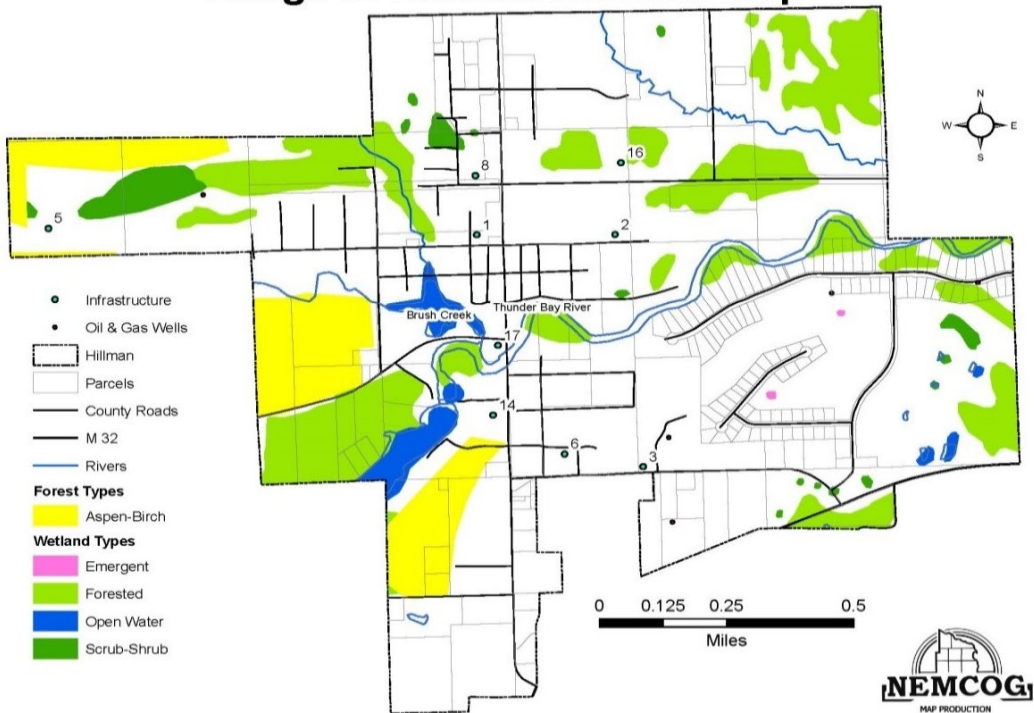 N
W E
S
16
8
5
1
2
Brush Creek
Thunder Bay River
17
14
6
3
Infrastructure
Oil & Gas Wells
Hillman
Parcels
County Roads
M 32
Rivers
Forest Types
Aspen-Birch
Wetland Types
Emergent
Forested
Open Water
Scrub-Shrub
0 0.125 0.25 0.5
Miles
NEMCOG
MAP PRODUCTION